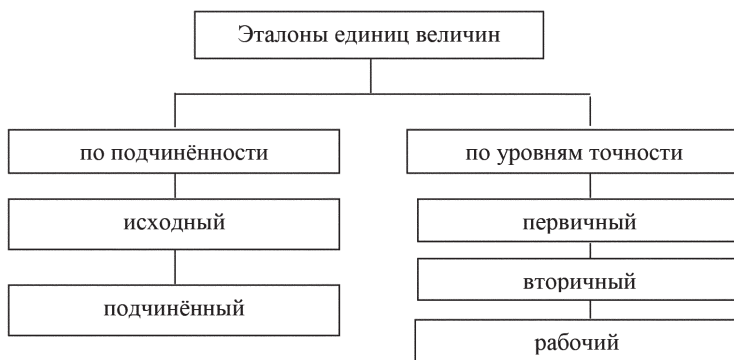 Эталоны единиц величин
по подчинённости
по уровням точности
исходный
первичный
вторичный
подчинённый
рабочий